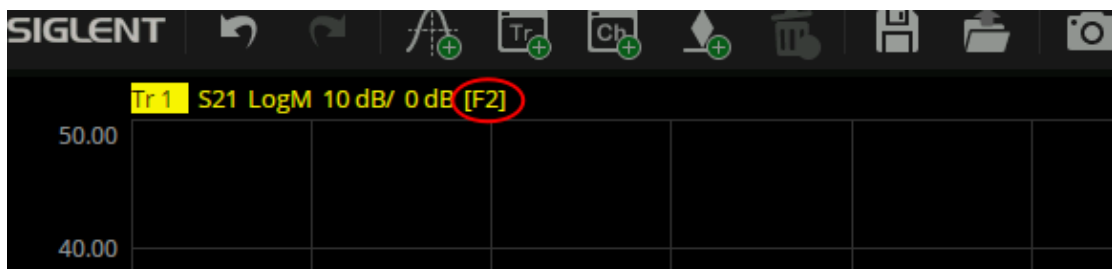 SIGLENT
Tr Ch
Tr 1 S21 LogM 10 dB/ 0 dB [F2]
50.00
40.00